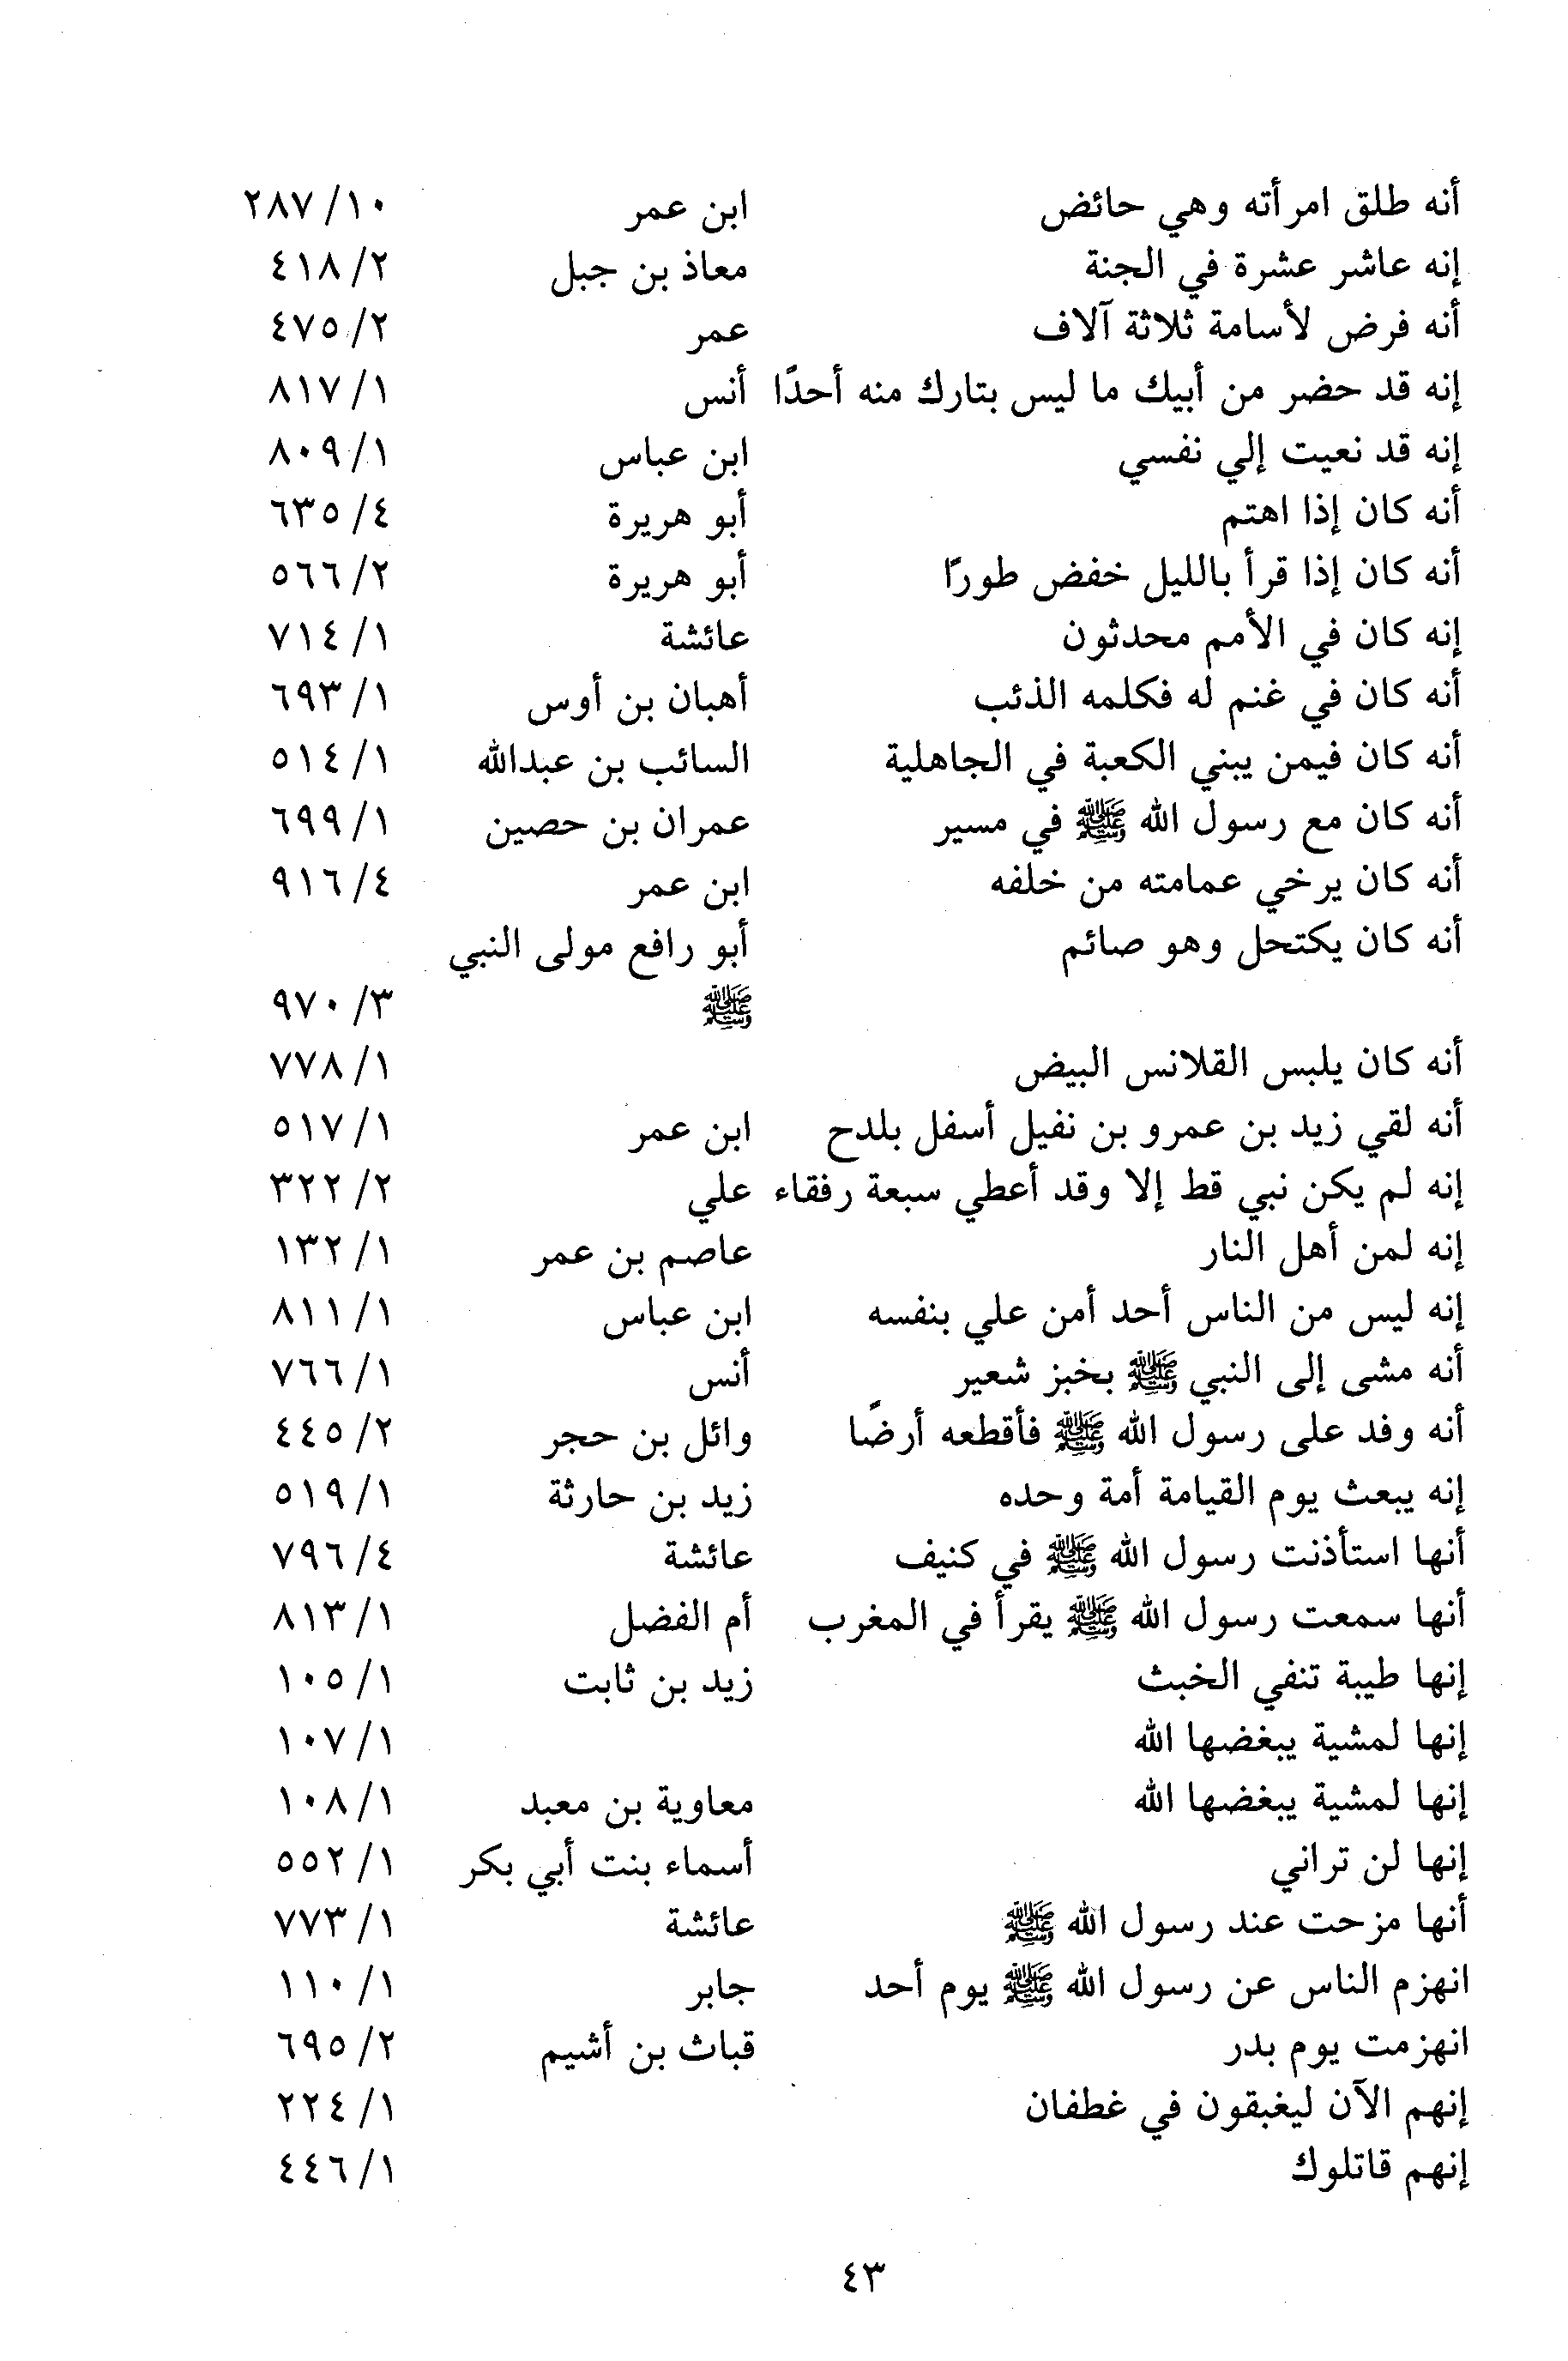 أنه طلق امرأته وهي حائض ابن عمر ١٠/ ٢٨٧
إنه عاشر عشرة في الجنة معاذ بن جبل ٢/ ٤١٨
أنه فرض لأسامة ثلاثة آلاف عمر ٢/ ٤٧٥
إنه قد حضر من أبيك ما ليس بتارك منه أحدًا أنس ١/ ٨١٧
إنه قد نعيت إلي نفسي ابن عباس ١/ ٨٠٩
أنه كان إذا اهتم أبو هريرة ٤/ ٦٣٥
أنه كان إذا قرأ بالليل خفض طورًا أبو هريرة ٢/ ٥٦٦
إنه كان في الأمم محدثون عائشة ١/ ٧١٤
أنه كان في غنم له فكلمه الذئب أهبان بن أوس ١/ ٦٩٣
أنه كان فيمن يبني الكعبة في الجاهلية السائب بن عبدالله ١/ ٥١٤
أنه كان مع رسول الله ﷺ في مسير عمران بن حصين ١/ ٦٩٩
أنه كان يرخي عمامته من خلفه ابن عمر ٤/ ٩١٦
أنه كان يكتحل وهو صائم أبو رافع مولى النبي
ﷺ ٣/ ٩٧٠
أنه كان يلبس القلانس البيض ١/ ٧٧٨
أنه لقي زيد بن عمرو بن نفيل أسفل بلدح ابن عمر ١/ ٥١٧
إنه لم يكن نبي قط إلا وقد أعطي سبعة رفقاء علي ٢/ ٣٢٢
إنه لمن أهل النار عاصم بن عمر ١/ ١٣٢
إنه ليس من الناس أحد أمن علي بنفسه ابن عباس ١/ ٨١١
أنه مشى إلى النبي ﷺ بخبز شعير أنس ١/ ٧٦٦
أنه وفد على رسول الله ﷺ فأقطعه أرضًا وائل بن حجر ٢/ ٤٤٥
إنه يبعث يوم القيامة أمة وحده زيد بن حارثة ١/ ٥١٩
أنها استأذنت رسول الله ﷺ في كنيف عائشة ٤/ ٧٩٦
أنها سمعت رسول الله ﷺ يقرأ في المغرب أم الفضل ١/ ٨١٣
إنها طيبة تنفي الخبث زيد بن ثابت ١/ ١٠٥
إنها لمشية يبغضها الله ١/ ١٠٧
إنها لمشية يبغضها الله معاوية بن معبد ١/ ١٠٨
إنها لن تراني أسماء بنت أبي بكر ١/ ٥٥٢
أنها مزحت عند رسول الله ﷺ عائشة ١/ ٧٧٣
انهزم الناس عن رسول الله ﷺ يوم أحد جابر ١/ ١١٠
انهزمت يوم بدر قباث بن أشيم ٢/ ٦٩٥
إنهم الآن ليغبقون في غطفان ١/ ٢٢٤
إنهم قاتلوك ١/ ٤٤٦
٤٣